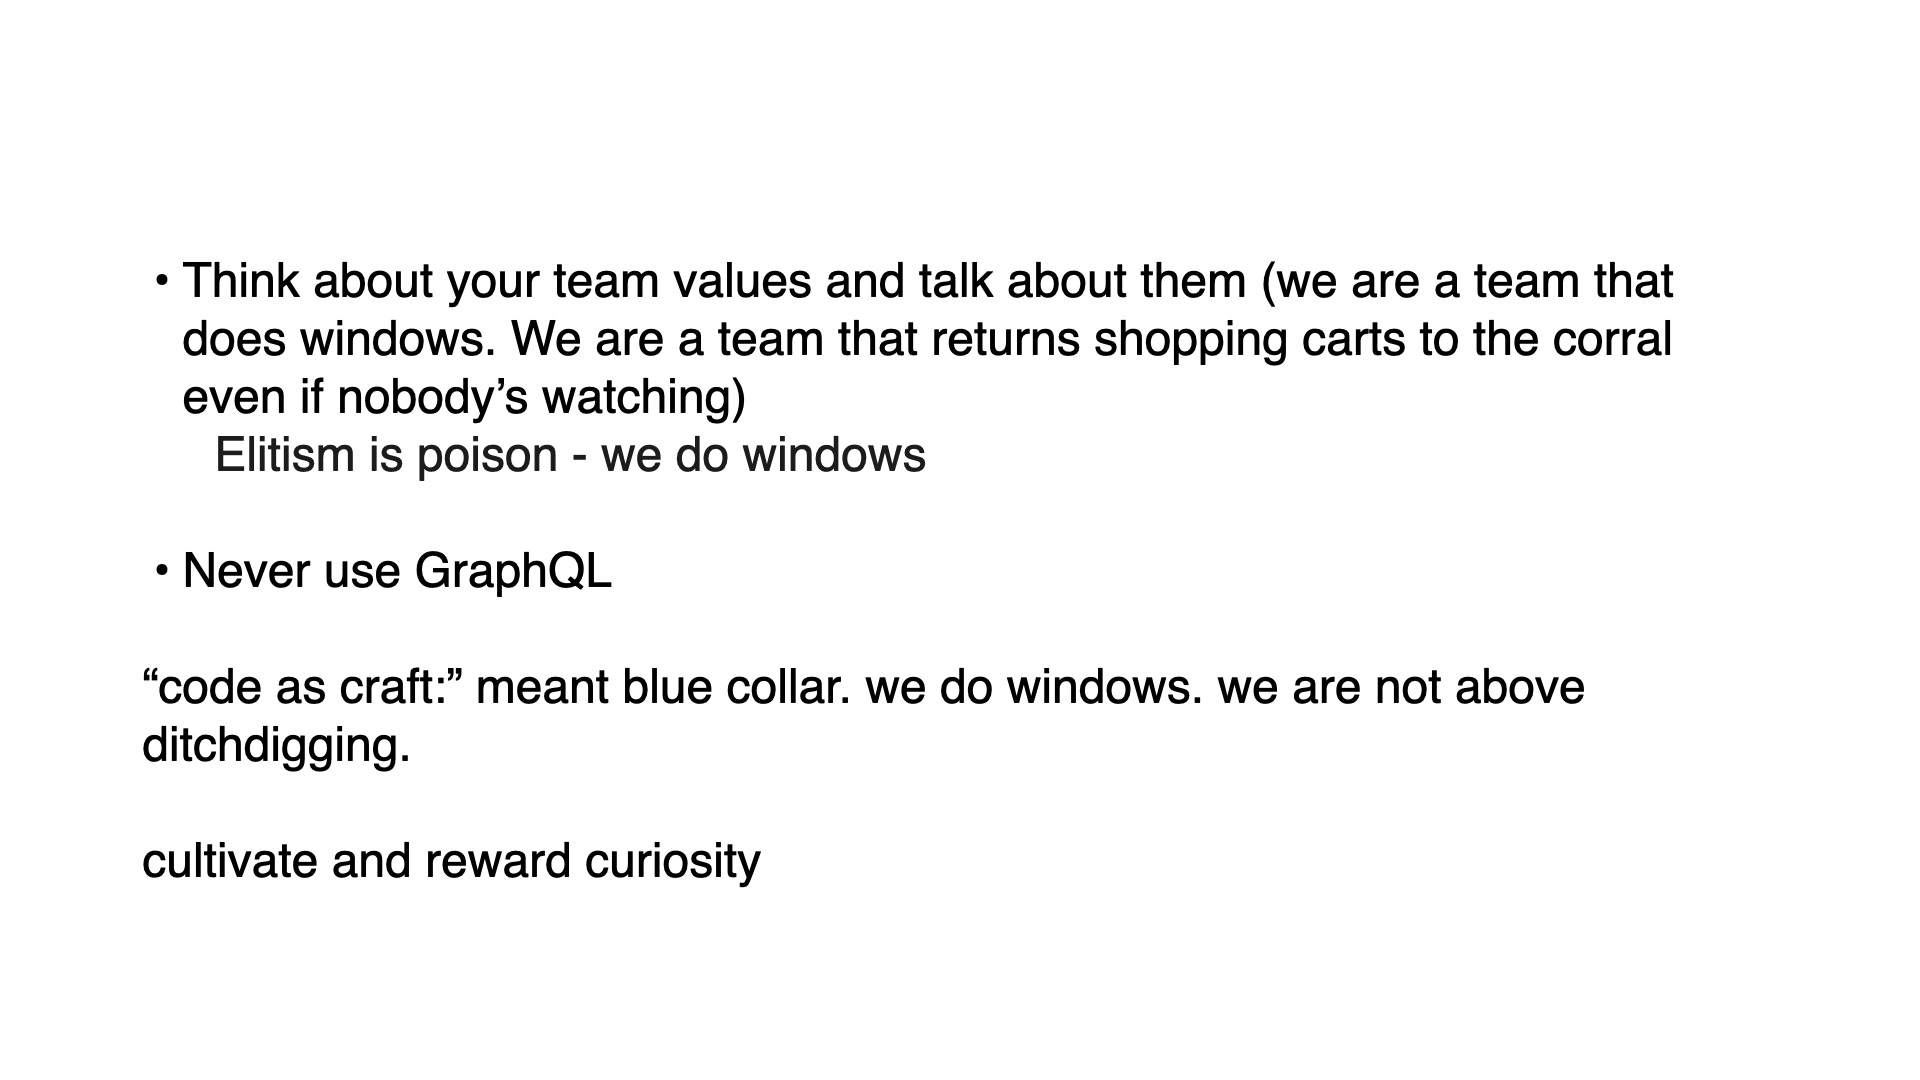 • Think about your team values and talk about them (we are a team that
does windows. We are a team that returns shopping carts to the corral
even if nobody’s watching)
Elitism is poison - we do windows
• Never use GraphQL
“code as craft:” meant blue collar. we do windows. we are not above
ditchdigging.
cultivate and reward curiosity